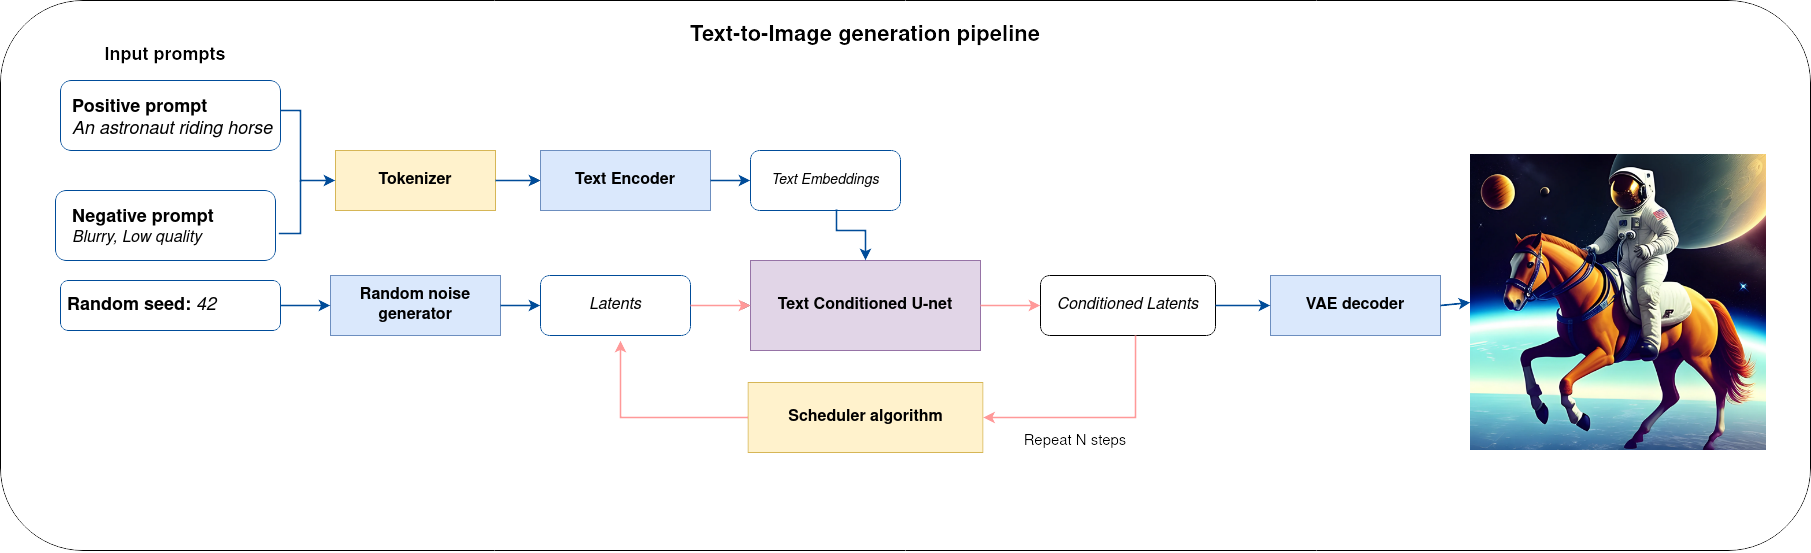 Text-to-Image generation pipeline
Input prompts
Positive prompt
An astronaut riding horse
Negative prompt
Blurry, Low quality
Tokenizer
Text Encoder
Text Embeddings
Random seed: 42
Random noise
generator
Latents
Text Conditioned U-net
Conditioned Latents
VAE decoder
Scheduler algorithm
Repeat N steps